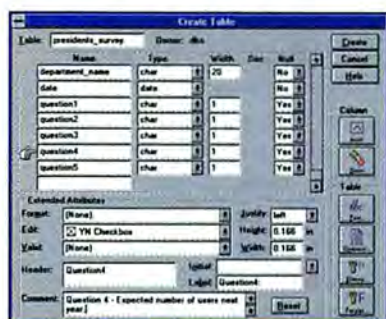 Create Table
Table: presidents_survey Owner: dba
Create
Cancel
Help
Name Type Width Dec Null
department_name char 20 No
date date No
question1 char 1 Yes
question2 char 1 Yes
question3 char 1 Yes
question4 char 1 Yes
question5 char 1 Yes
Column
Table
Extended Attributes
Format: (None) Justify: left
Edit: YN Checkbox Height: 0.166 in
Valid: (None) Width: 0.166 in
Header: Question4 Initial:
Label: Question4:
Comment: Question 4 - Expected number of users next
year.
Reset